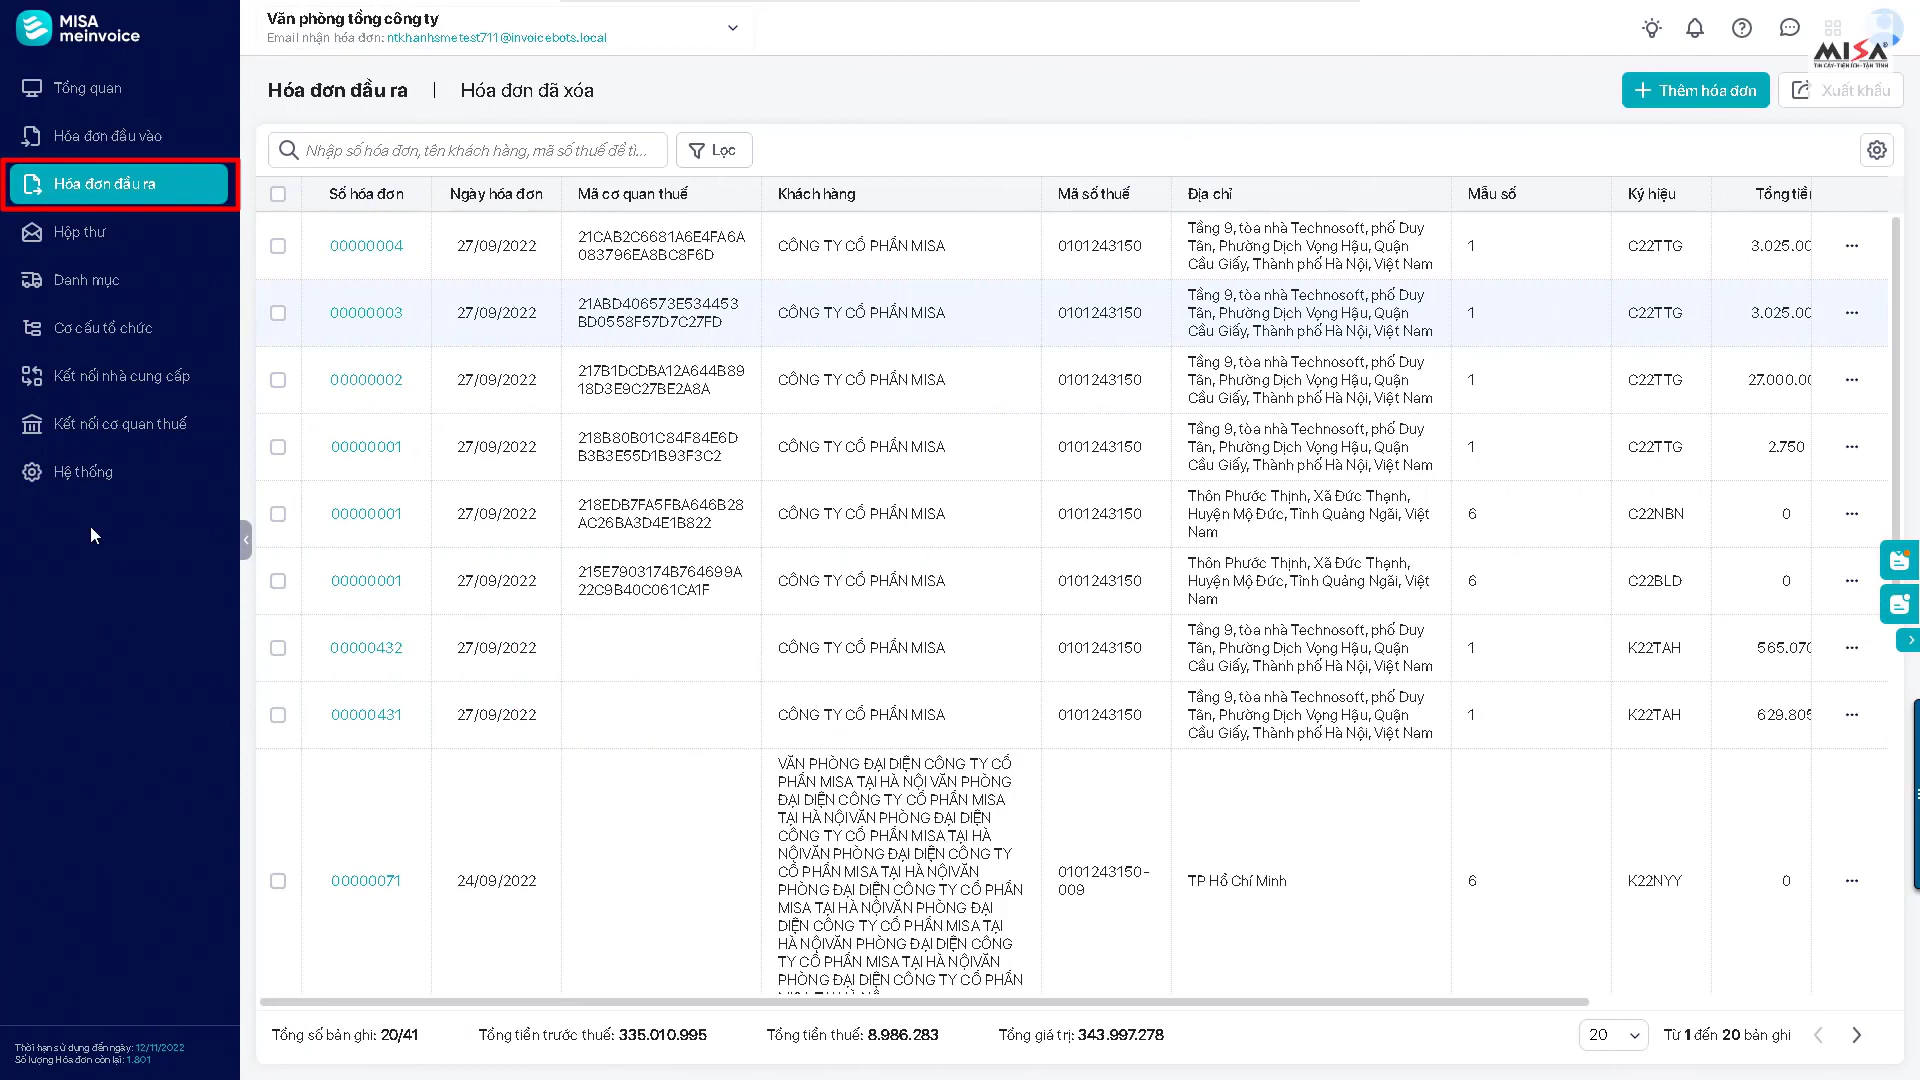 MISA
meinvoice
Tổng quan
Hóa đơn đầu vào
Hóa đơn đầu ra
Hộp thư
Danh mục
Cơ cấu tổ chức
Kết nối nhà cung cấp
Kết nối cơ quan thuế
Hệ thống
Thời hạn sử dụng đến ngày: 12/11/2022
Số lượng Hóa đơn còn lại: 1.801
Văn phòng tổng công ty
Email nhận hóa đơn: ntkhanhsmetest711@invoicebots.local
MISA
TIN CẬY - TIỆN ÍCH - TẬN TÌNH
Hóa đơn đầu ra | Hóa đơn đã xóa
Thêm hóa đơn
Xuất khẩu
Nhập số hóa đơn, tên khách hàng, mã số thuế để tì...
Lọc
Số hóa đơn Ngày hóa đơn Mã cơ quan thuế Khách hàng Mã số thuế Địa chỉ Mẫu số Ký hiệu Tổng tiền
Tầng 9, tòa nhà Technosoft, phố Duy
00000004 27/09/2022 21CAB2C6681A6E4FA6A CÔNG TY CỔ PHẦN MISA 0101243150 Tân, Phường Dịch Vọng Hậu, Quận 1 C22TTG 3.025.00
083796EA8BC8F6D Cầu Giấy, Thành phố Hà Nội, Việt Nam
Tầng 9, tòa nhà Technosoft, phố Duy
00000003 27/09/2022 21ABD406573E534453 CÔNG TY CỔ PHẦN MISA 0101243150 Tân, Phường Dịch Vọng Hậu, Quận 1 C22TTG 3.025.00
BD0558F57D7C27FD Cầu Giấy, Thành phố Hà Nội, Việt Nam
Tầng 9, tòa nhà Technosoft, phố Duy
00000002 27/09/2022 217B1DCDBA12A644B89 CÔNG TY CỔ PHẦN MISA 0101243150 Tân, Phường Dịch Vọng Hậu, Quận 1 C22TTG 27.000.00
18D3E9C27BE2A8A Cầu Giấy, Thành phố Hà Nội, Việt Nam
Tầng 9, tòa nhà Technosoft, phố Duy
00000001 27/09/2022 218B80B01C84F84E6D CÔNG TY CỔ PHẦN MISA 0101243150 Tân, Phường Dịch Vọng Hậu, Quận 1 C22TTG 2.750
B3B3E55D1B93F3C2 Cầu Giấy, Thành phố Hà Nội, Việt Nam
Thôn Phước Thịnh, Xã Đức Thạnh,
00000001 27/09/2022 218EDB7FA5FBA646B28 CÔNG TY CỔ PHẦN MISA 0101243150 Huyện Mộ Đức, Tỉnh Quảng Ngãi, Việt 6 C22NBN 0
AC26BA3D4E1B822 Nam
Thôn Phước Thịnh, Xã Đức Thạnh,
00000001 27/09/2022 215E7903174B764699A CÔNG TY CỔ PHẦN MISA 0101243150 Huyện Mộ Đức, Tỉnh Quảng Ngãi, Việt 6 C22BLD 0
22C9B40C061CA1F Nam
Tầng 9, tòa nhà Technosoft, phố Duy
00000432 27/09/2022 CÔNG TY CỔ PHẦN MISA 0101243150 Tân, Phường Dịch Vọng Hậu, Quận 1 K22TAH 565.070
Cầu Giấy, Thành phố Hà Nội, Việt Nam
Tầng 9, tòa nhà Technosoft, phố Duy
00000431 27/09/2022 CÔNG TY CỔ PHẦN MISA 0101243150 Tân, Phường Dịch Vọng Hậu, Quận 1 K22TAH 629.805
Cầu Giấy, Thành phố Hà Nội, Việt Nam
VĂN PHÒNG ĐẠI DIỆN CÔNG TY CỔ
PHẦN MISA TẠI HÀ NỘI VĂN PHÒNG
ĐẠI DIỆN CÔNG TY CỔ PHẦN MISA
TẠI HÀ NỘIVĂN PHÒNG ĐẠI DIỆN
CÔNG TY CỔ PHẦN MISA TẠI HÀ
NỘIVĂN PHÒNG ĐẠI DIỆN CÔNG TY
CỔ PHẦN MISA TẠI HÀ NỘIVĂN
00000071 24/09/2022 PHÒNG ĐẠI DIỆN CÔNG TY CỔ PHẦN 0101243150-009 TP Hồ Chí Minh 6 K22NYY 0
MISA TẠI HÀ NỘIVĂN PHÒNG ĐẠI
DIỆN CÔNG TY CỔ PHẦN MISA TẠI
HÀ NỘIVĂN PHÒNG ĐẠI DIỆN CÔNG
TY CỔ PHẦN MISA TẠI HÀ NỘIVĂN
PHÒNG ĐẠI DIỆN CÔNG TY CỔ PHẦN
Tổng số bản ghi: 20/41 Tổng tiền trước thuế: 335.010.995 Tổng tiền thuế: 8.986.283 Tổng giá trị: 343.997.278
20 Từ 1 đến 20 bản ghi